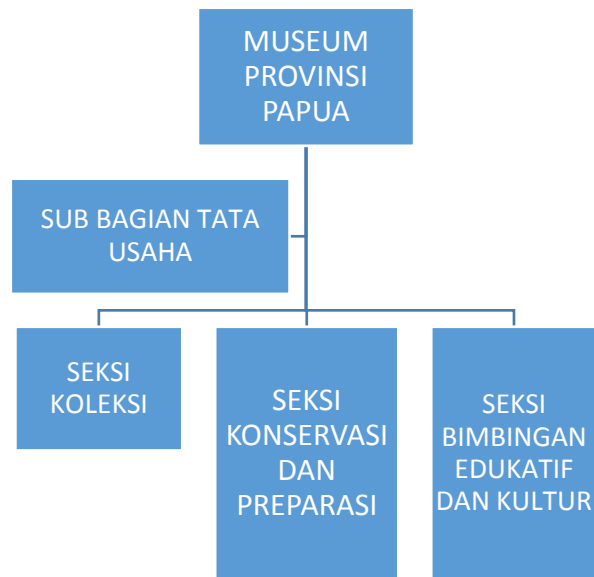 MUSEUM
PROVINSI
PAPUA
SUB BAGIAN TATA
USAHA
SEKSI
KOLEKSI
SEKSI
KONSERVASI
DAN
PREPARASI
SEKSI
BIMBINGAN
EDUKATIF
DAN KULTUR